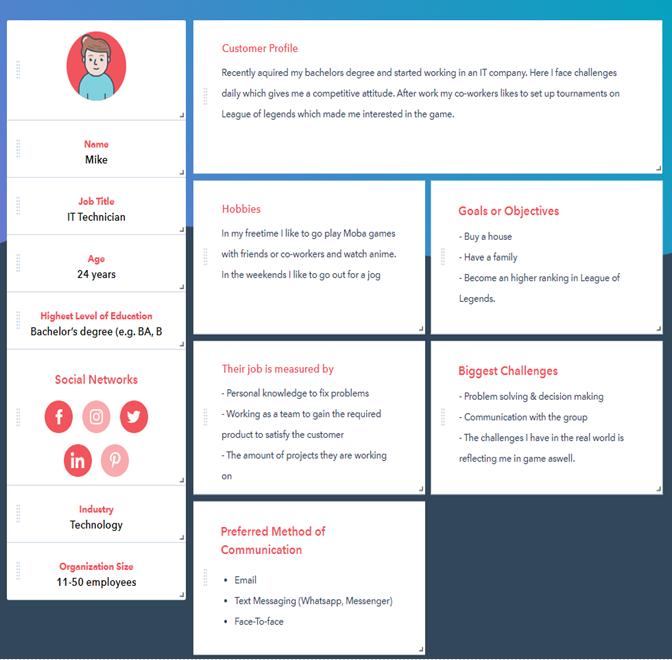 Name
Mike
Job Title
IT Technician
Age
24 years
Highest Level of Education
Bachelor's degree (e.g. BA, B
Social Networks
Industry
Technology
Organization Size
11-50 employees
Customer Profile
Recently aquired my bachelors degree and started working in an IT company. Here I face challenges
daily which gives me a competitive attitude. After work my co-workers likes to set up tournaments on
League of legends which made me interested in the game.
Hobbies
In my freetime I like to go play Moba games
with friends or co-workers and watch anime.
In the weekends I like to go out for a jog
Goals or Objectives
- Buy a house
- Have a family
- Become an higher ranking in League of
Legends.
Their job is measured by
- Personal knowledge to fix problems
- Working as a team to gain the required
product to satisfy the customer
- The amount of projects they are working
on
Biggest Challenges
- Problem solving & decision making
- Communication with the group
- The challenges I have in the real world is
reflecting me in game aswell.
Preferred Method of
Communication
• Email
• Text Messaging (Whatsapp, Messenger)
• Face-To-face